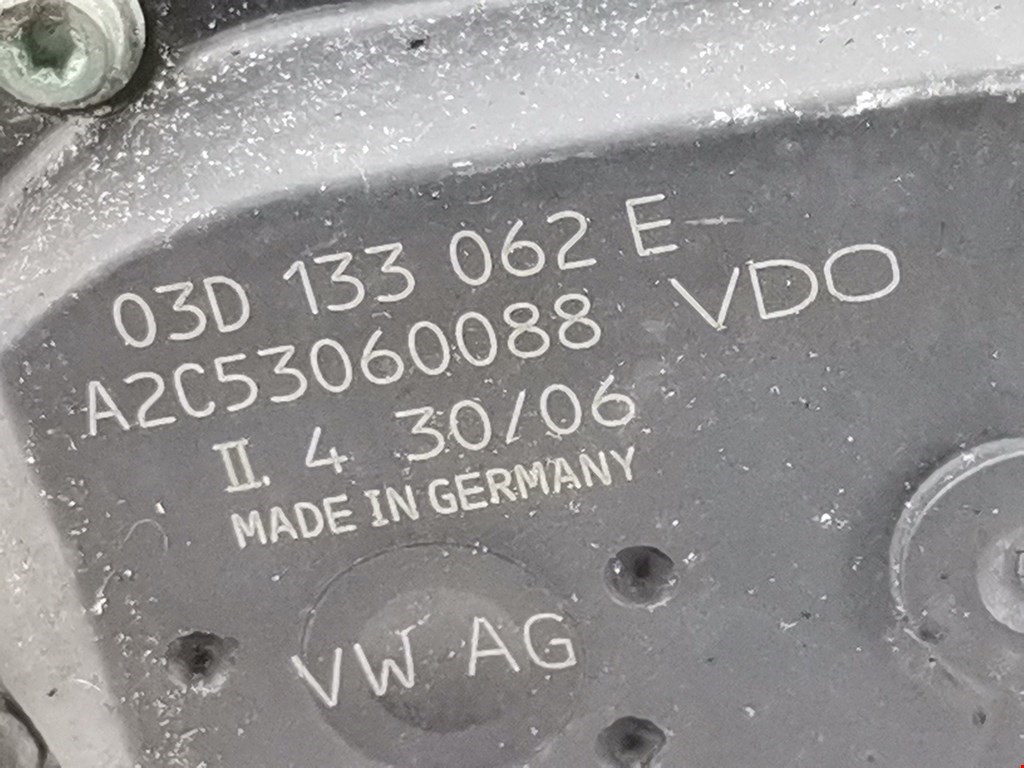 03D 133 062 E
A2C53060088 VDO
II. 4 30/06
MADE IN GERMANY
VW AG